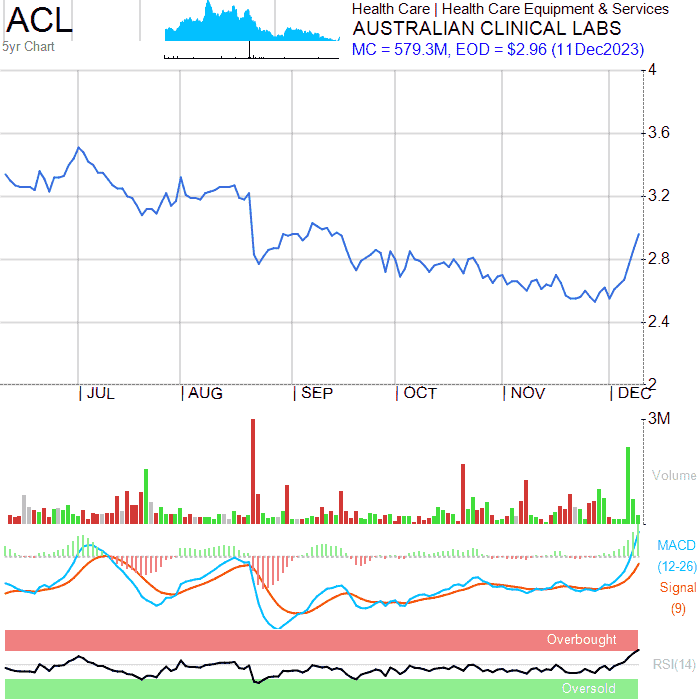 ACL
5yr Chart
Health Care | Health Care Equipment & Services
AUSTRALIAN CLINICAL LABS
MC = 579.3M, EOD = $2.96 (11Dec2023)
4
3.6
3.2
2.8
2.4
2
JUL
AUG
SEP
OCT
NOV
DEC
3M
Volume
MACD
(12-26)
Signal
(9)
Overbought
RSI(14)
Oversold